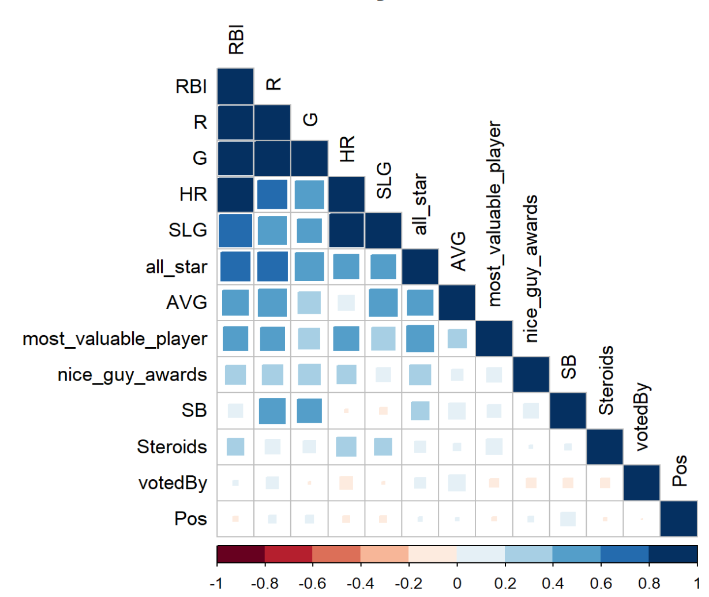 RBI
R
G
HR
SLG
all_star
AVG
most_valuable_player
nice_guy_awards
SB
Steroids
votedBy
Pos
RBI
R
G
HR
SLG
all_star
AVG
most_valuable_player
nice_guy_awards
SB
Steroids
votedBy
Pos
-1 -0.8 -0.6 -0.4 -0.2 0 0.2 0.4 0.6 0.8 1